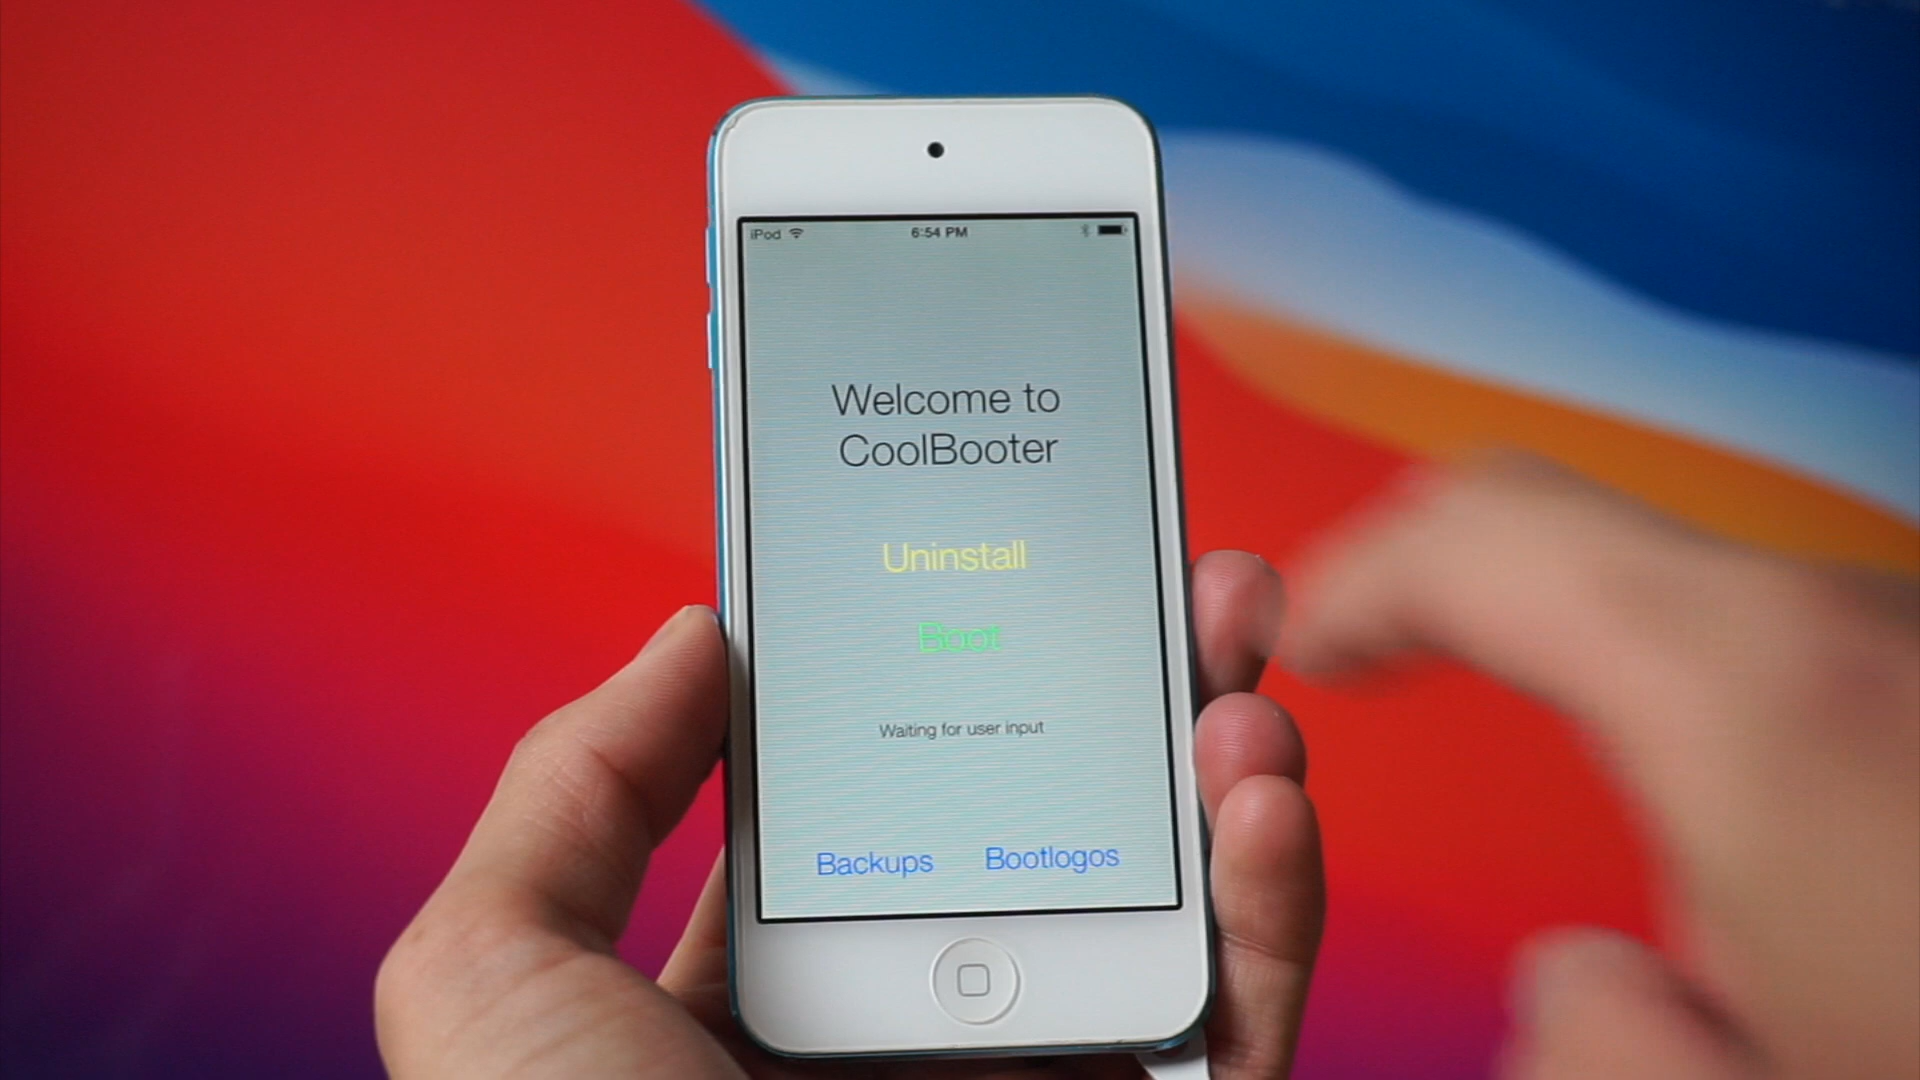 iPod 6:54 PM
Welcome to
CoolBooter
Uninstall
Boot
Waiting for user input
Backups Bootlogos